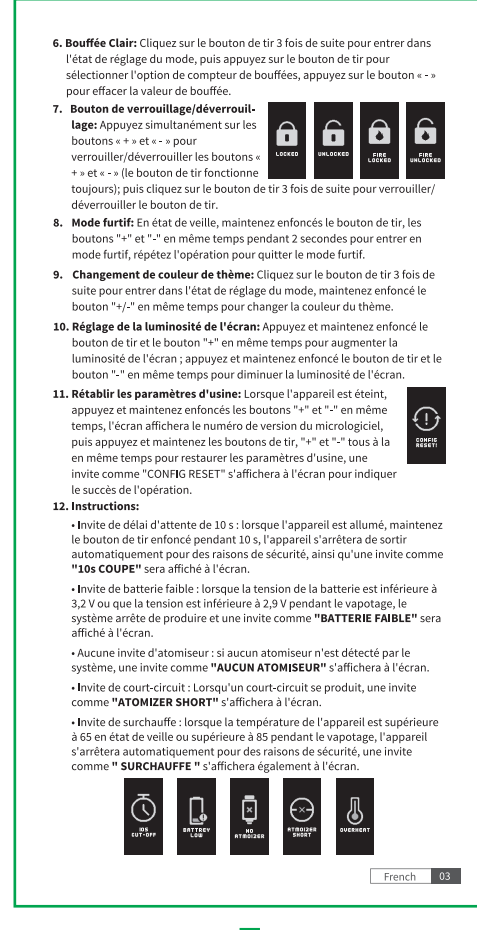 6. Bouffée Clair: Cliquez sur le bouton de tir 3 fois de suite pour entrer dans
l'état de réglage du mode, puis appuyez sur le bouton de tir pour
sélectionner l'option de compteur de bouffées, appuyez sur le bouton « - »
pour effacer la valeur de bouffée.
7. Bouton de verrouillage/déverrouil-
lage: Appuyez simultanément sur les
boutons « + » et « - » pour
verrouiller/déverrouiller les boutons «
+ » et « - » (le bouton de tir fonctionne
toujours); puis cliquez sur le bouton de tir 3 fois de suite pour verrouiller/
déverrouiller le bouton de tir.
LOCKED
UNLOCKED
FIRE
LOCKED
FIRE
UNLOCKED
8. Mode furtif: En état de veille, maintenez enfoncés le bouton de tir, les
boutons "+" et "-" en même temps pendant 2 secondes pour entrer en
mode furtif, répétez l'opération pour quitter le mode furtif.
9. Changement de couleur de thème: Cliquez sur le bouton de tir 3 fois de
suite pour entrer dans l'état de réglage du mode, maintenez enfoncé le
bouton "+/-" en même temps pour changer la couleur du thème.
10. Réglage de la luminosité de l'écran: Appuyez et maintenez enfoncé le
bouton de tir et le bouton "+" en même temps pour augmenter la
luminosité de l'écran ; appuyez et maintenez enfoncé le bouton de tir et le
bouton "-" en même temps pour diminuer la luminosité de l'écran.
11. Rétablir les paramètres d'usine: Lorsque l'appareil est éteint,
appuyez et maintenez enfoncés les boutons "+" et "-" en même
temps, l'écran affichera le numéro de version du micrologiciel,
puis appuyez et maintenez les boutons de tir, "+" et "-" tous à la
en même temps pour restaurer les paramètres d'usine, une
invite comme "CONFIG RESET" s'affichera à l'écran pour indiquer
le succès de l'opération.
CONFIG
RESET!
12. Instructions:
• Invite de délai d'attente de 10 s : lorsque l'appareil est allumé, maintenez
le bouton de tir enfoncé pendant 10 s, l'appareil s'arrêtera de sortir
automatiquement pour des raisons de sécurité, ainsi qu'une invite comme
"10s COUPE" sera affiché à l'écran.
• Invite de batterie faible : lorsque la tension de la batterie est inférieure à
3,2 V ou que la tension est inférieure à 2,9 V pendant le vapotage, le
système arrête de produire et une invite comme "BATTERIE FAIBLE" sera
affiché à l'écran.
• Aucune invite d'atomiseur : si aucun atomiseur n'est détecté par le
système, une invite comme "AUCUN ATOMISEUR" s'affichera à l'écran.
• Invite de court-circuit : Lorsqu'un court-circuit se produit, une invite
comme "ATOMIZER SHORT" s'affichera à l'écran.
• Invite de surchauffe : lorsque la température de l'appareil est supérieure
à 65 en état de veille ou supérieure à 85 pendant le vapotage, l'appareil
s'arrêtera automatiquement pour des raisons de sécurité, une invite
comme " SURCHAUFFE " s'affichera également à l'écran.
10S
CUT-OFF
BATTREY
LOW
NO
ATMOIZER
ATMOIZER
SHORT
OVERHEAT
French 03